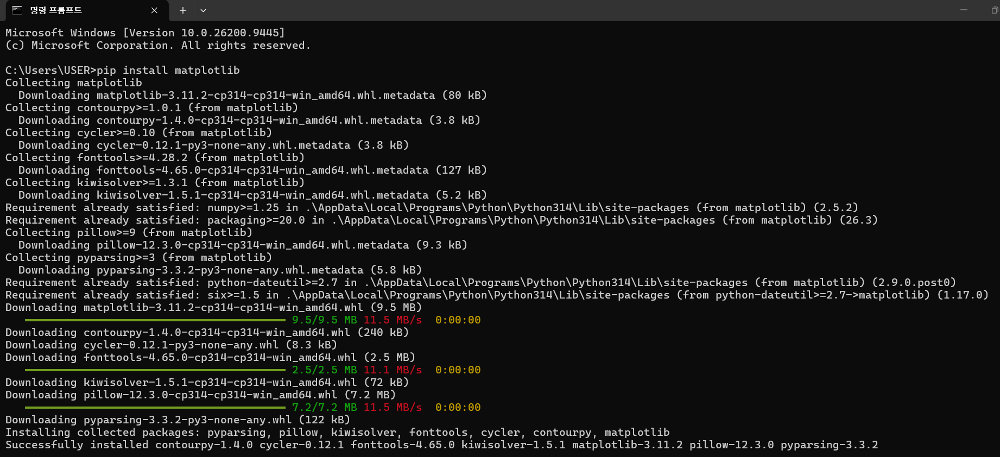 명령 프롬프트
Microsoft Windows [Version 10.0.26200.9445]
(c) Microsoft Corporation. All rights reserved.
C:\Users\USER>pip install matplotlib
Collecting matplotlib
  Downloading matplotlib-3.11.2-cp314-cp314-win_amd64.whl.metadata (80 kB)
Collecting contourpy>=1.0.1 (from matplotlib)
  Downloading contourpy-1.4.0-cp314-cp314-win_amd64.whl.metadata (3.8 kB)
Collecting cycler>=0.10 (from matplotlib)
  Downloading cycler-0.12.1-py3-none-any.whl.metadata (3.8 kB)
Collecting fonttools>=4.28.2 (from matplotlib)
  Downloading fonttools-4.65.0-cp314-cp314-win_amd64.whl.metadata (127 kB)
Collecting kiwisolver>=1.3.1 (from matplotlib)
  Downloading kiwisolver-1.5.1-cp314-cp314-win_amd64.whl.metadata (5.2 kB)
Requirement already satisfied: numpy>=1.25 in .\AppData\Local\Programs\Python\Python314\Lib\site-packages (from matplotlib) (2.5.2)
Requirement already satisfied: packaging>=20.0 in .\AppData\Local\Programs\Python\Python314\Lib\site-packages (from matplotlib) (26.3)
Collecting pillow>=9 (from matplotlib)
  Downloading pillow-12.3.0-cp314-cp314-win_amd64.whl.metadata (9.3 kB)
Collecting pyparsing>=3 (from matplotlib)
  Downloading pyparsing-3.3.2-py3-none-any.whl.metadata (5.8 kB)
Requirement already satisfied: python-dateutil>=2.7 in .\AppData\Local\Programs\Python\Python314\Lib\site-packages (from matplotlib) (2.9.0.post0)
Requirement already satisfied: six>=1.5 in .\AppData\Local\Programs\Python\Python314\Lib\site-packages (from python-dateutil>=2.7->matplotlib) (1.17.0)
Downloading matplotlib-3.11.2-cp314-cp314-win_amd64.whl (9.5 MB)
9.5/9.5 MB 11.5 MB/s  0:00:00
Downloading contourpy-1.4.0-cp314-cp314-win_amd64.whl (240 kB)
Downloading cycler-0.12.1-py3-none-any.whl (8.3 kB)
Downloading fonttools-4.65.0-cp314-cp314-win_amd64.whl (2.5 MB)
2.5/2.5 MB 11.1 MB/s  0:00:00
Downloading kiwisolver-1.5.1-cp314-cp314-win_amd64.whl (72 kB)
Downloading pillow-12.3.0-cp314-cp314-win_amd64.whl (7.2 MB)
7.2/7.2 MB 11.5 MB/s  0:00:00
Downloading pyparsing-3.3.2-py3-none-any.whl (122 kB)
Installing collected packages: pyparsing, pillow, kiwisolver, fonttools, cycler, contourpy, matplotlib
Successfully installed contourpy-1.4.0 cycler-0.12.1 fonttools-4.65.0 kiwisolver-1.5.1 matplotlib-3.11.2 pillow-12.3.0 pyparsing-3.3.2